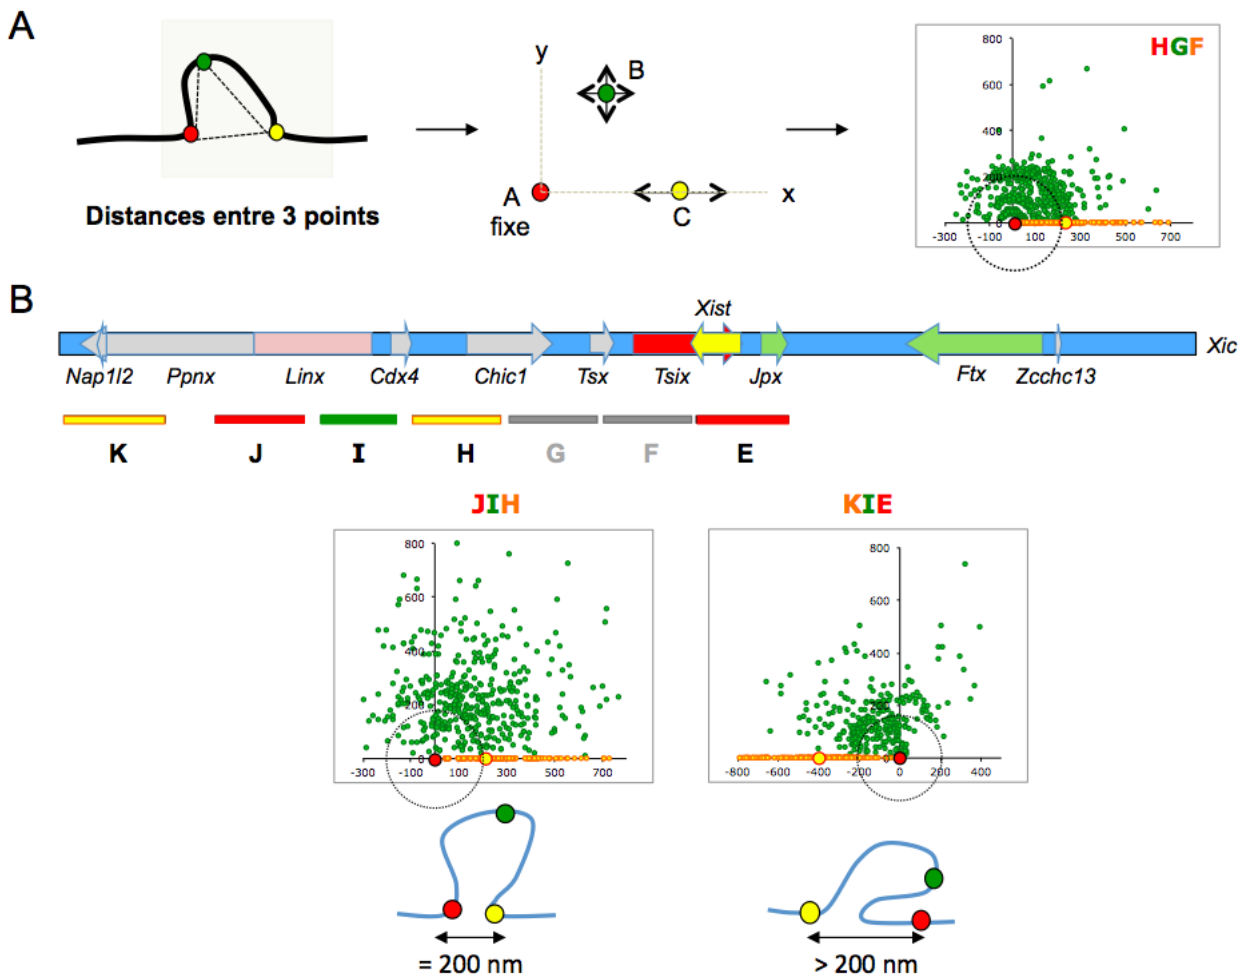 A
Distances entre 3 points
y
B
A
fixe
C
x
HGF
800
600
400
200
0
-300 -100 100 300 500 700
B
Xist
Xic
Nap1l2 Ppnx Linx Cdx4 Chic1 Tsx Tsix Jpx Ftx Zcchc13
K J I H G F E
JIH
800
600
400
200
0
-300 -100 100 300 500 700
= 200 nm
KIE
800
600
400
200
0
-800 -600 -400 -200 0 200 400
> 200 nm